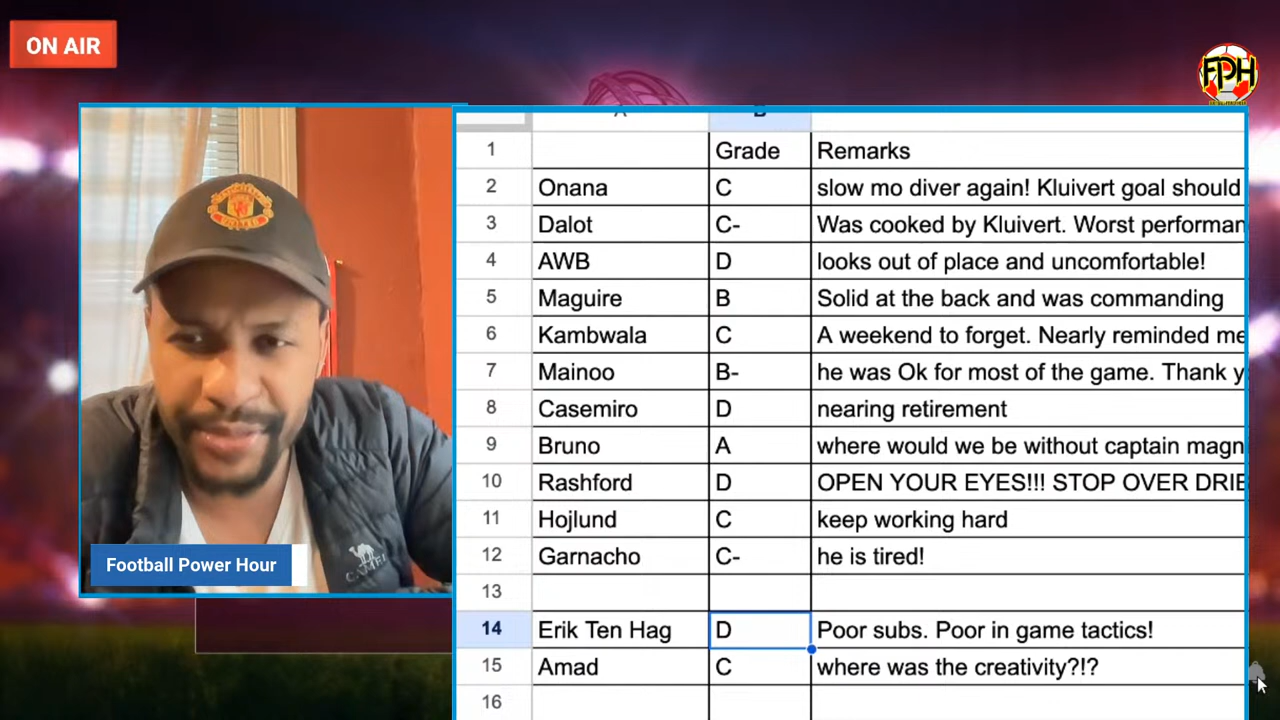 ON AIR
FPH
A B
1 Grade Remarks
2 Onana C slow mo diver again! Kluivert goal should
3 Dalot C- Was cooked by Kluivert. Worst performan
4 AWB D looks out of place and uncomfortable!
5 Maguire B Solid at the back and was commanding
6 Kambwala C A weekend to forget. Nearly reminded me
7 Mainoo B- he was Ok for most of the game. Thank y
8 Casemiro D nearing retirement
9 Bruno A where would we be without captain magn
10 Rashford D OPEN YOUR EYES!!! STOP OVER DRIB
11 Hojlund C keep working hard
12 Garnacho C- he is tired!
13
14 Erik Ten Hag D Poor subs. Poor in game tactics!
15 Amad C where was the creativity?!?
16
Football Power Hour
CAMEL